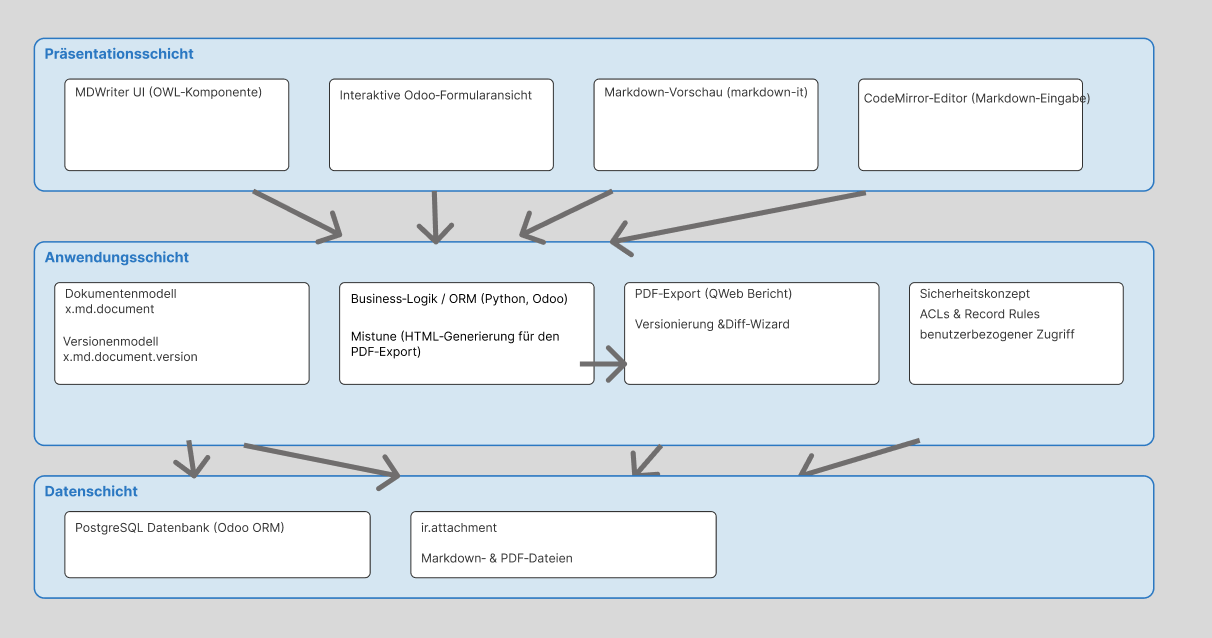 Präsentationsschicht
MDWriter UI (OWL-Komponente)
Interaktive Odoo-Formularansicht
Markdown-Vorschau (markdown-it)
CodeMirror-Editor (Markdown-Eingabe)
Anwendungsschicht
Dokumentenmodell
x.md.document
Versionenmodell
x.md.document.version
Business-Logik / ORM (Python, Odoo)
Mistune (HTML-Generierung für den
PDF-Export)
PDF-Export (QWeb Bericht)
Versionierung &Diff-Wizard
Sicherheitskonzept
ACLs & Record Rules
benutzerbezogener Zugriff
Datenschicht
PostgreSQL Datenbank (Odoo ORM)
ir.attachment
Markdown- & PDF-Dateien